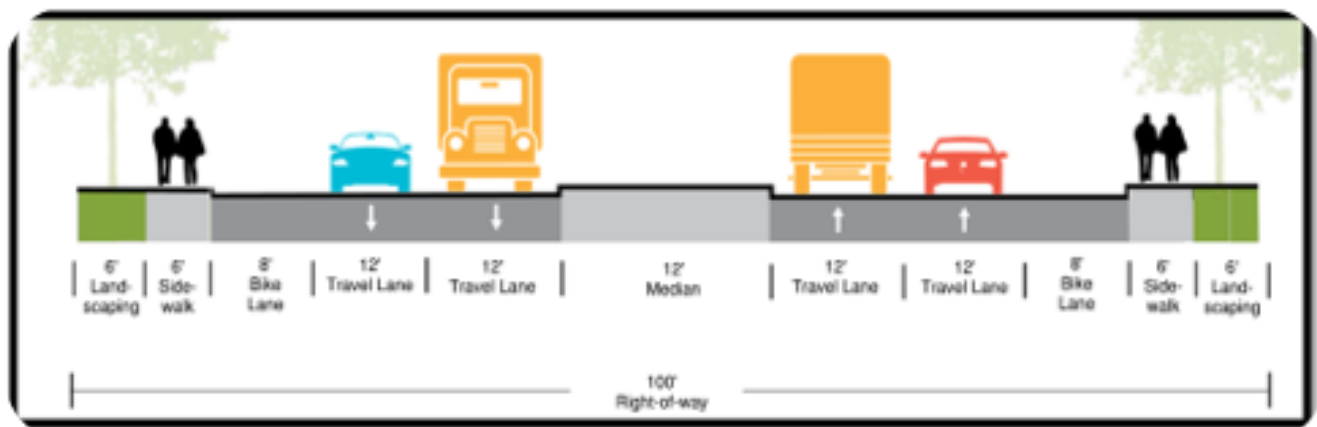 6'
Land-
scaping
6'
Side-
walk
8'
Bike
Lane
12'
Travel Lane
12'
Travel Lane
12'
Median
12'
Travel Lane
12'
Travel Lane
8'
Bike
Lane
6'
Side-
walk
6'
Land-
scaping
100'
Right-of-way